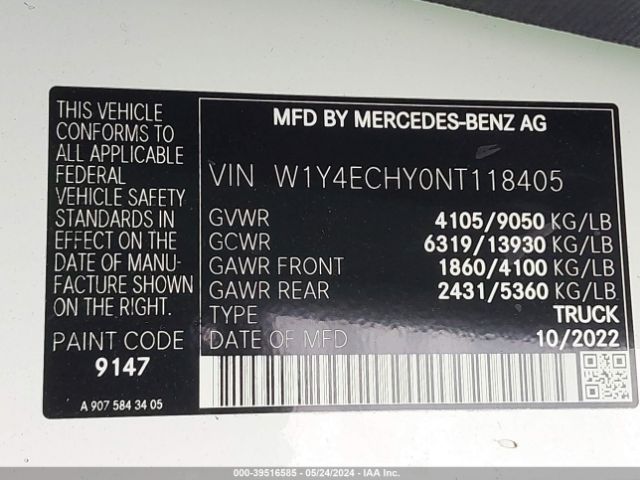 THIS VEHICLE
CONFORMS TO
ALL APPLICABLE
FEDERAL
VEHICLE SAFETY
STANDARDS IN
EFFECT ON THE
DATE OF MANU-
FACTURE SHOWN
ON THE RIGHT.
PAINT CODE
9147
A 907 584 34 05
MFD BY MERCEDES-BENZ AG
VIN W1Y4ECHY0NT118405
GVWR 4105/9050 KG/LB
GCWR 6319/13930 KG/LB
GAWR FRONT 1860/4100 KG/LB
GAWR REAR 2431/5360 KG/LB
TYPE TRUCK
DATE OF MFD 10/2022
000-39516585 - 05/24/2024 - IAA Inc.